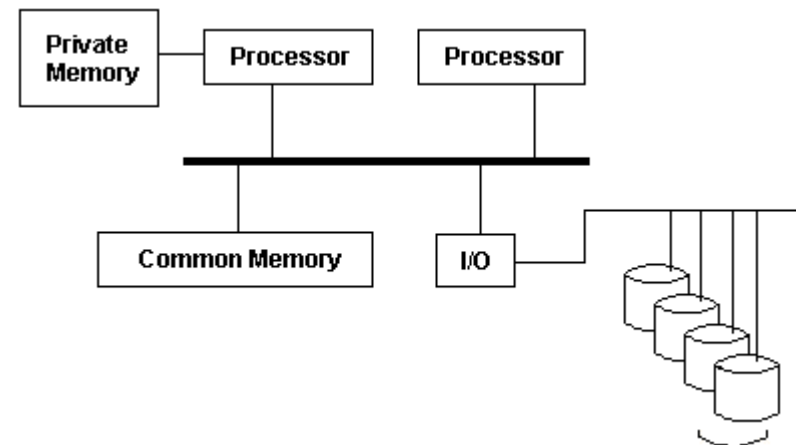 Private
Memory
Processor
Processor
Common Memory
I/O